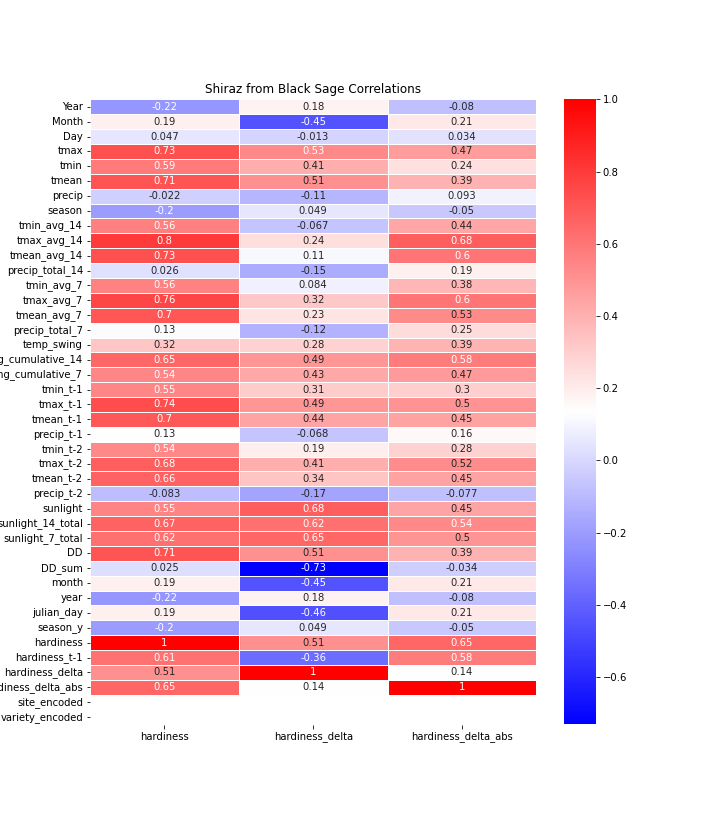 Shiraz from Black Sage Correlations
Year -0.22 0.18 -0.08
Month 0.19 -0.45 0.21
Day 0.047 -0.013 0.034
tmax 0.73 0.53 0.47
tmin 0.59 0.41 0.24
tmean 0.71 0.51 0.39
precip -0.022 -0.11 0.093
season -0.2 0.049 -0.05
tmin_avg_14 0.56 -0.067 0.44
tmax_avg_14 0.8 0.24 0.68
tmean_avg_14 0.73 0.11 0.6
precip_total_14 0.026 -0.15 0.19
tmin_avg_7 0.56 0.084 0.38
tmax_avg_7 0.76 0.32 0.6
tmean_avg_7 0.7 0.23 0.53
precip_total_7 0.13 -0.12 0.25
temp_swing 0.32 0.28 0.39
g_cumulative_14 0.65 0.49 0.58
ng_cumulative_7 0.54 0.43 0.47
tmin_t-1 0.55 0.31 0.3
tmax_t-1 0.74 0.49 0.5
tmean_t-1 0.7 0.44 0.45
precip_t-1 0.13 -0.068 0.16
tmin_t-2 0.54 0.19 0.28
tmax_t-2 0.68 0.41 0.52
tmean_t-2 0.66 0.34 0.45
precip_t-2 -0.083 -0.17 -0.077
sunlight 0.55 0.68 0.45
sunlight_14_total 0.67 0.62 0.54
sunlight_7_total 0.62 0.65 0.5
DD 0.71 0.51 0.39
DD_sum 0.025 -0.73 -0.034
month 0.19 -0.45 0.21
year -0.22 0.18 -0.08
julian_day 0.19 -0.46 0.21
season_y -0.2 0.049 -0.05
hardiness 1 0.51 0.65
hardiness_t-1 0.61 -0.36 0.58
hardiness_delta 0.51 1 0.14
diness_delta_abs 0.65 0.14 1
site_encoded
variety_encoded
hardiness hardiness_delta hardiness_delta_abs
1.0
0.8
0.6
0.4
0.2
0.0
−0.2
−0.4
−0.6